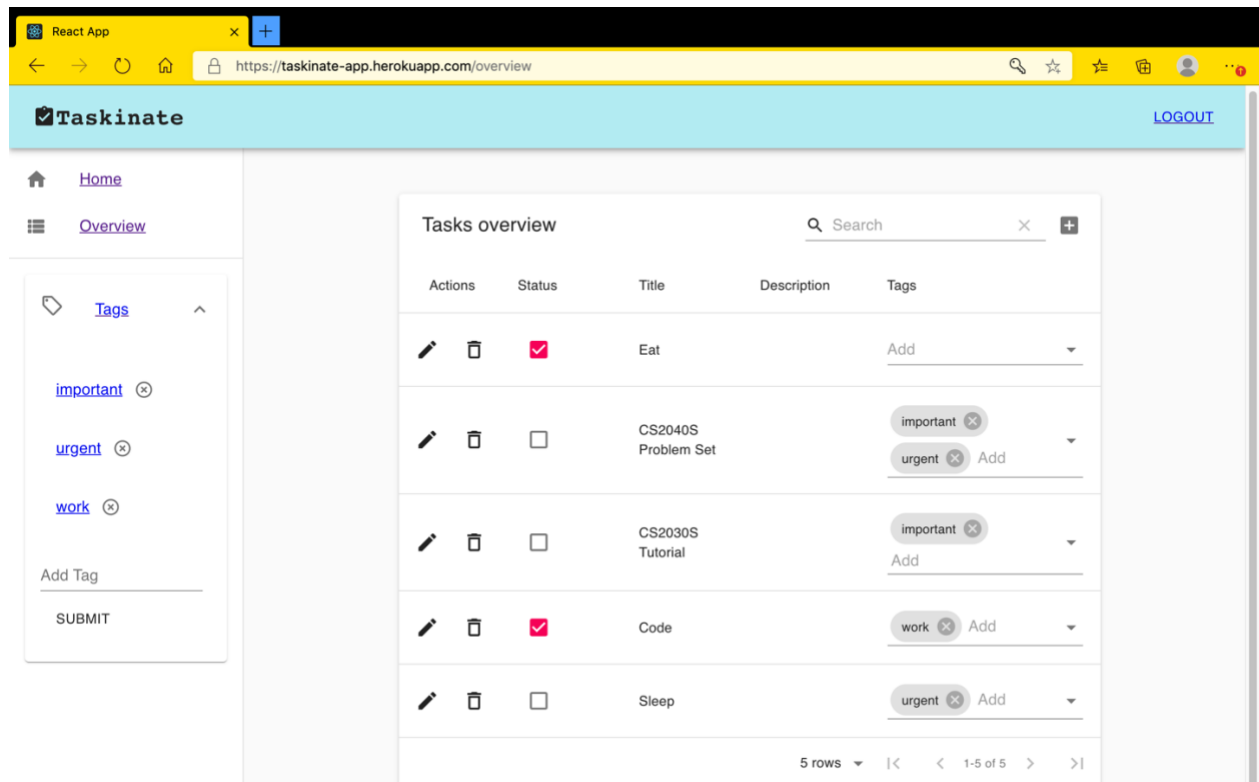 React App
https://taskinate-app.herokuapp.com/overview
Taskinate
LOGOUT
Home
Overview
Tags
important
urgent
work
Add Tag
SUBMIT
Tasks overview
Search
Actions Status Title Description Tags
Eat
Add
CS2040S
Problem Set
important
urgent Add
CS2030S
Tutorial
important
Add
Code
work Add
Sleep
urgent Add
5 rows 1-5 of 5